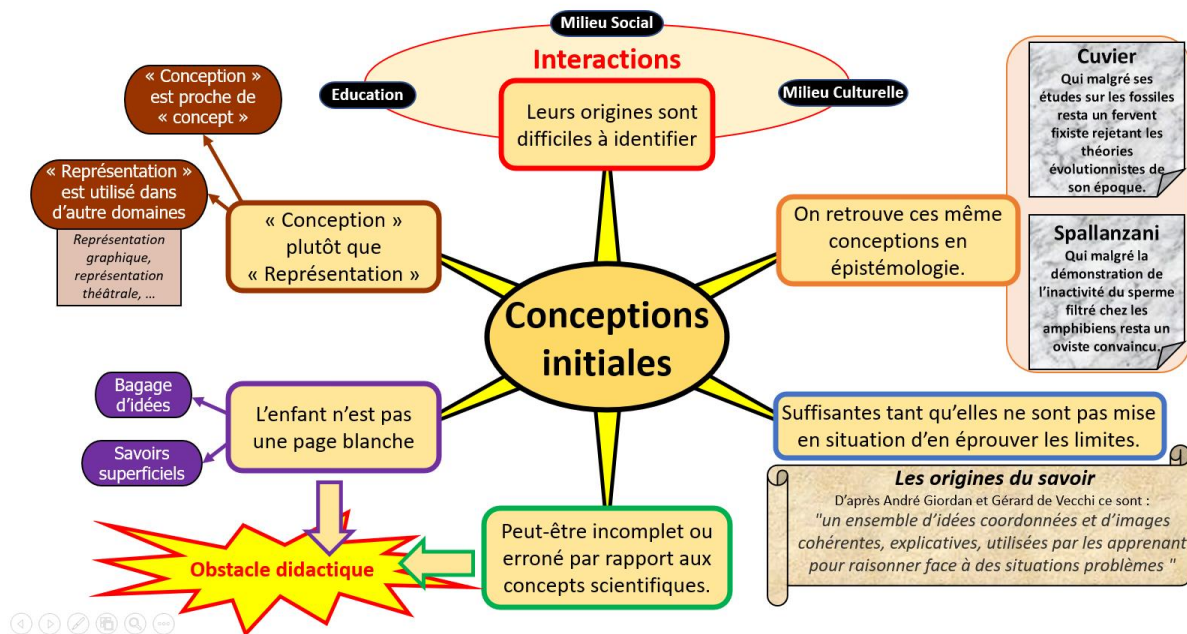 Milieu Social
Interactions
Education
Milieu Culturelle
Leurs origines sont
difficiles à identifier
« Conception »
est proche de
« concept »
« Représentation »
est utilisé dans
d'autre domaines
Représentation
graphique,
représentation
théâtrale, ...
« Conception »
plutôt que
« Représentation »
On retrouve ces même
conceptions en
épistémologie.
Cuvier
Qui malgré ses
études sur les fossiles
resta un fervent
fixiste rejetant les
théories
évolutionnistes de
son époque.
Spallanzani
Qui malgré la
démonstration de
l'inactivité du sperme
filtré chez les
amphibiens resta un
oviste convaincu.
Conceptions
initiales
Bagage
d'idées
Savoirs
superficiels
L'enfant n'est pas
une page blanche
Suffisantes tant qu'elles ne sont pas mise
en situation d'en éprouver les limites.
Les origines du savoir
D'après André Giordan et Gérard de Vecchi ce sont :
"un ensemble d'idées coordonnées et d'images
cohérentes, explicatives, utilisées par les apprenant
pour raisonner face à des situations problèmes "
Peut-être incomplet ou
erroné par rapport aux
concepts scientifiques.
Obstacle didactique